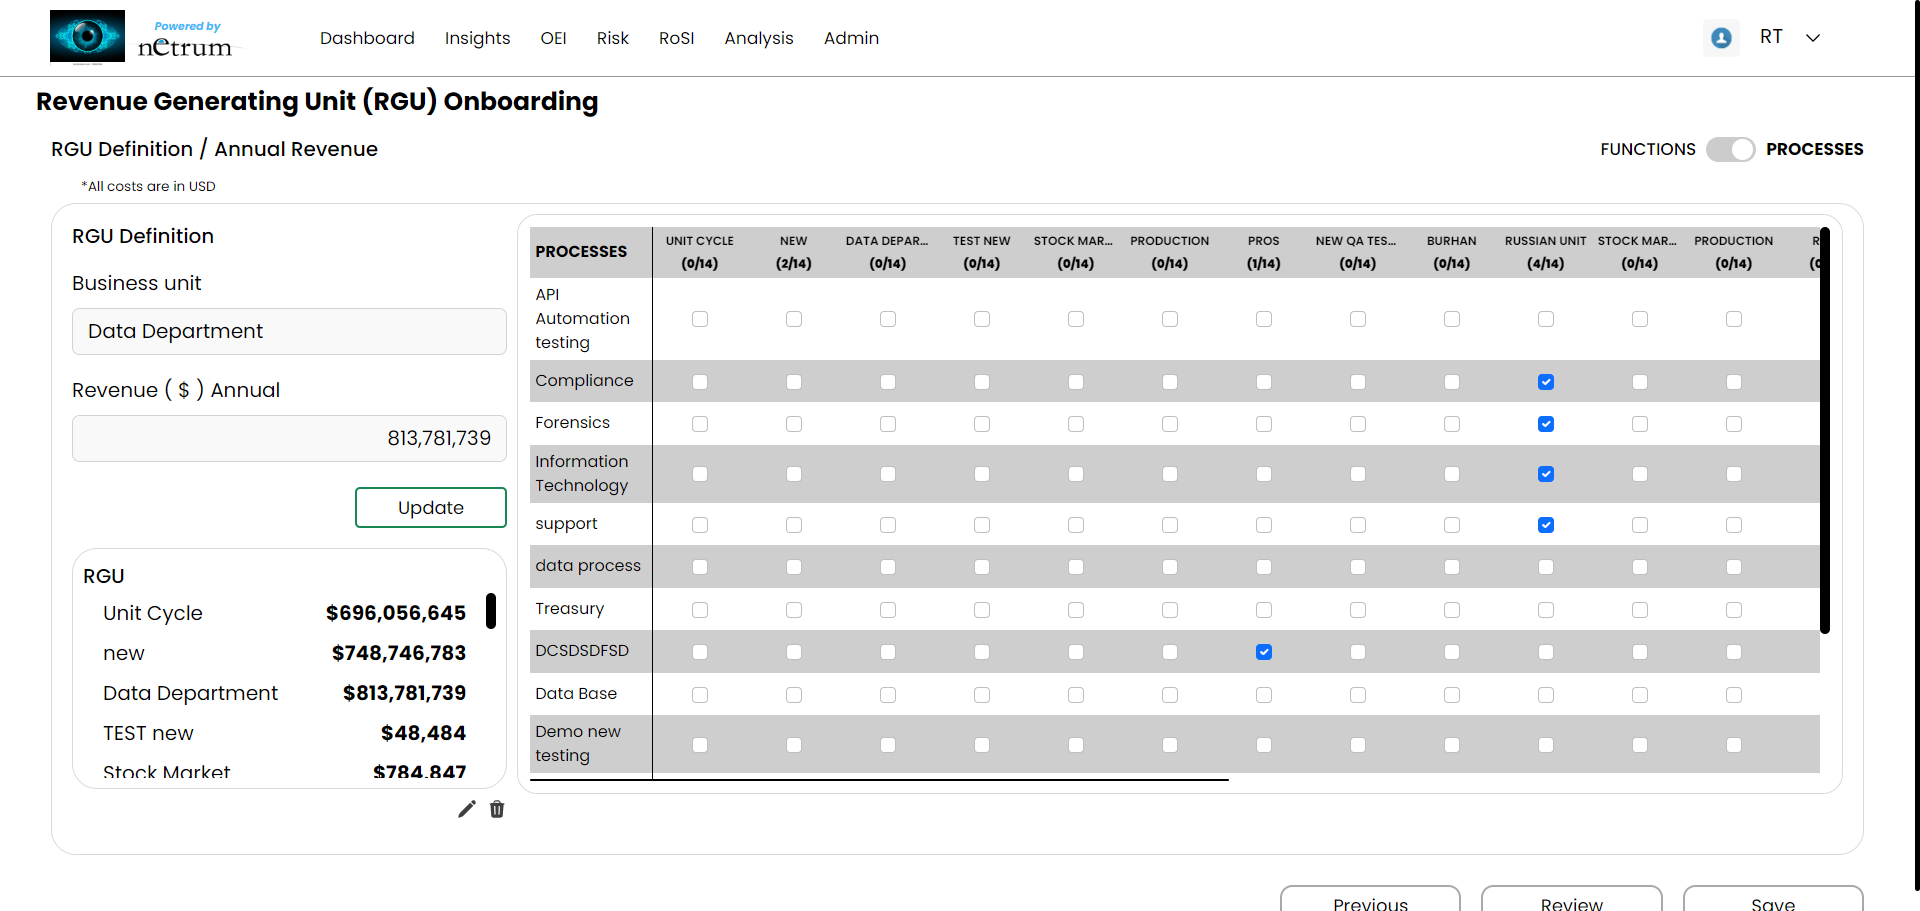 Powered by
netrum
Dashboard Insights OEI Risk RoSI Analysis Admin
RT
Revenue Generating Unit (RGU) Onboarding
RGU Definition / Annual Revenue
FUNCTIONS PROCESSES
*All costs are in USD
RGU Definition
Business unit
Data Department
Revenue ( $ ) Annual
813,781,739
Update
RGU
Unit Cycle $696,056,645
new $748,746,783
Data Department $813,781,739
TEST new $48,484
Stock Market $784,847
PROCESSES UNIT CYCLE NEW DATA DEPAR... TEST NEW STOCK MAR... PRODUCTION PROS NEW QA TES... BURHAN RUSSIAN UNIT STOCK MAR... PRODUCTION
(0/14) (2/14) (0/14) (0/14) (0/14) (0/14) (1/14) (0/14) (0/14) (4/14) (0/14) (0/14)
API
Automation
testing
Compliance
Forensics
Information
Technology
support
data process
Treasury
DCSDSDFSD
Data Base
Demo new
testing
Previous Review Save